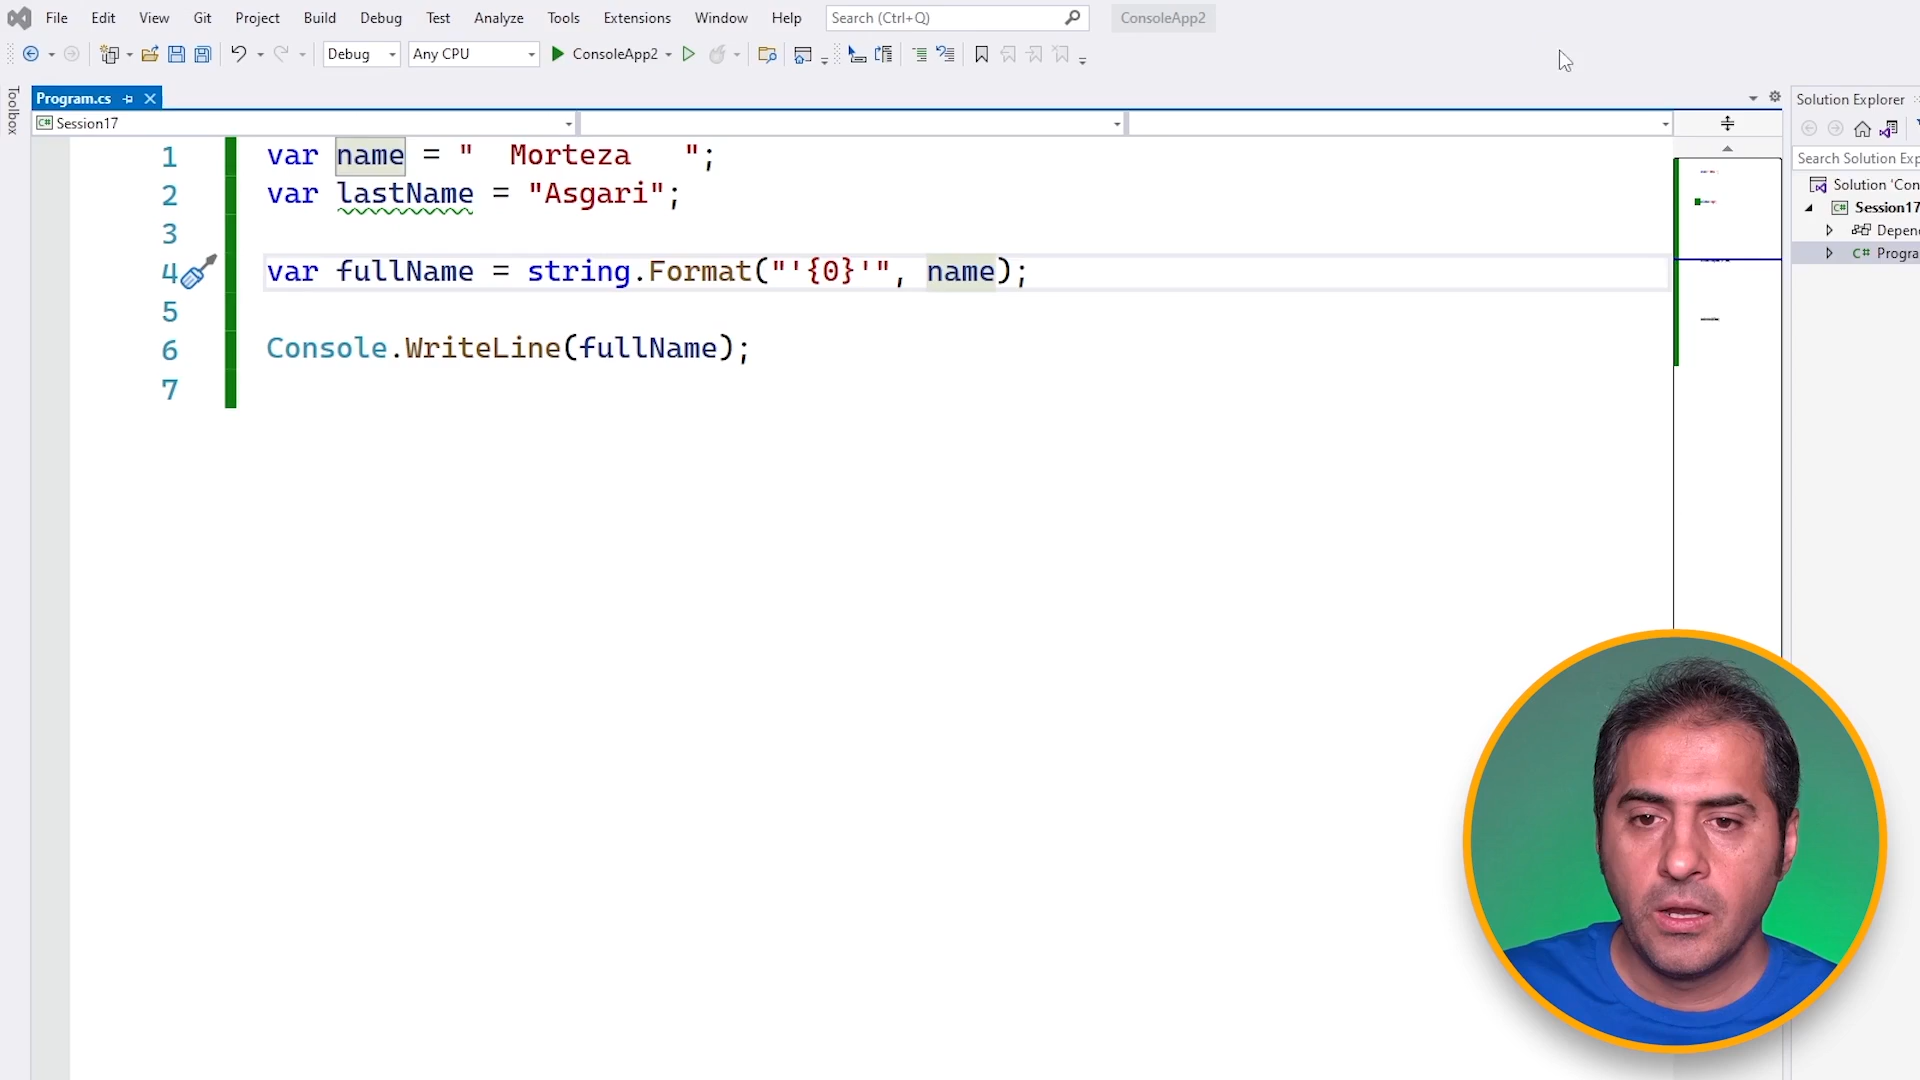 File Edit View Git Project Build Debug Test Analyze Tools Extensions Window Help Search (Ctrl+Q) ConsoleApp2
Debug Any CPU ConsoleApp2
Toolbox
Program.cs
Solution Explorer
Session17
Search Solution Exp
Solution 'Con
Session17
Depen
C# Progra
1 var name = "  Morteza   ";
2 var lastName = "Asgari";
3
4 var fullName = string.Format("'{0}'", name);
5
6 Console.WriteLine(fullName);
7